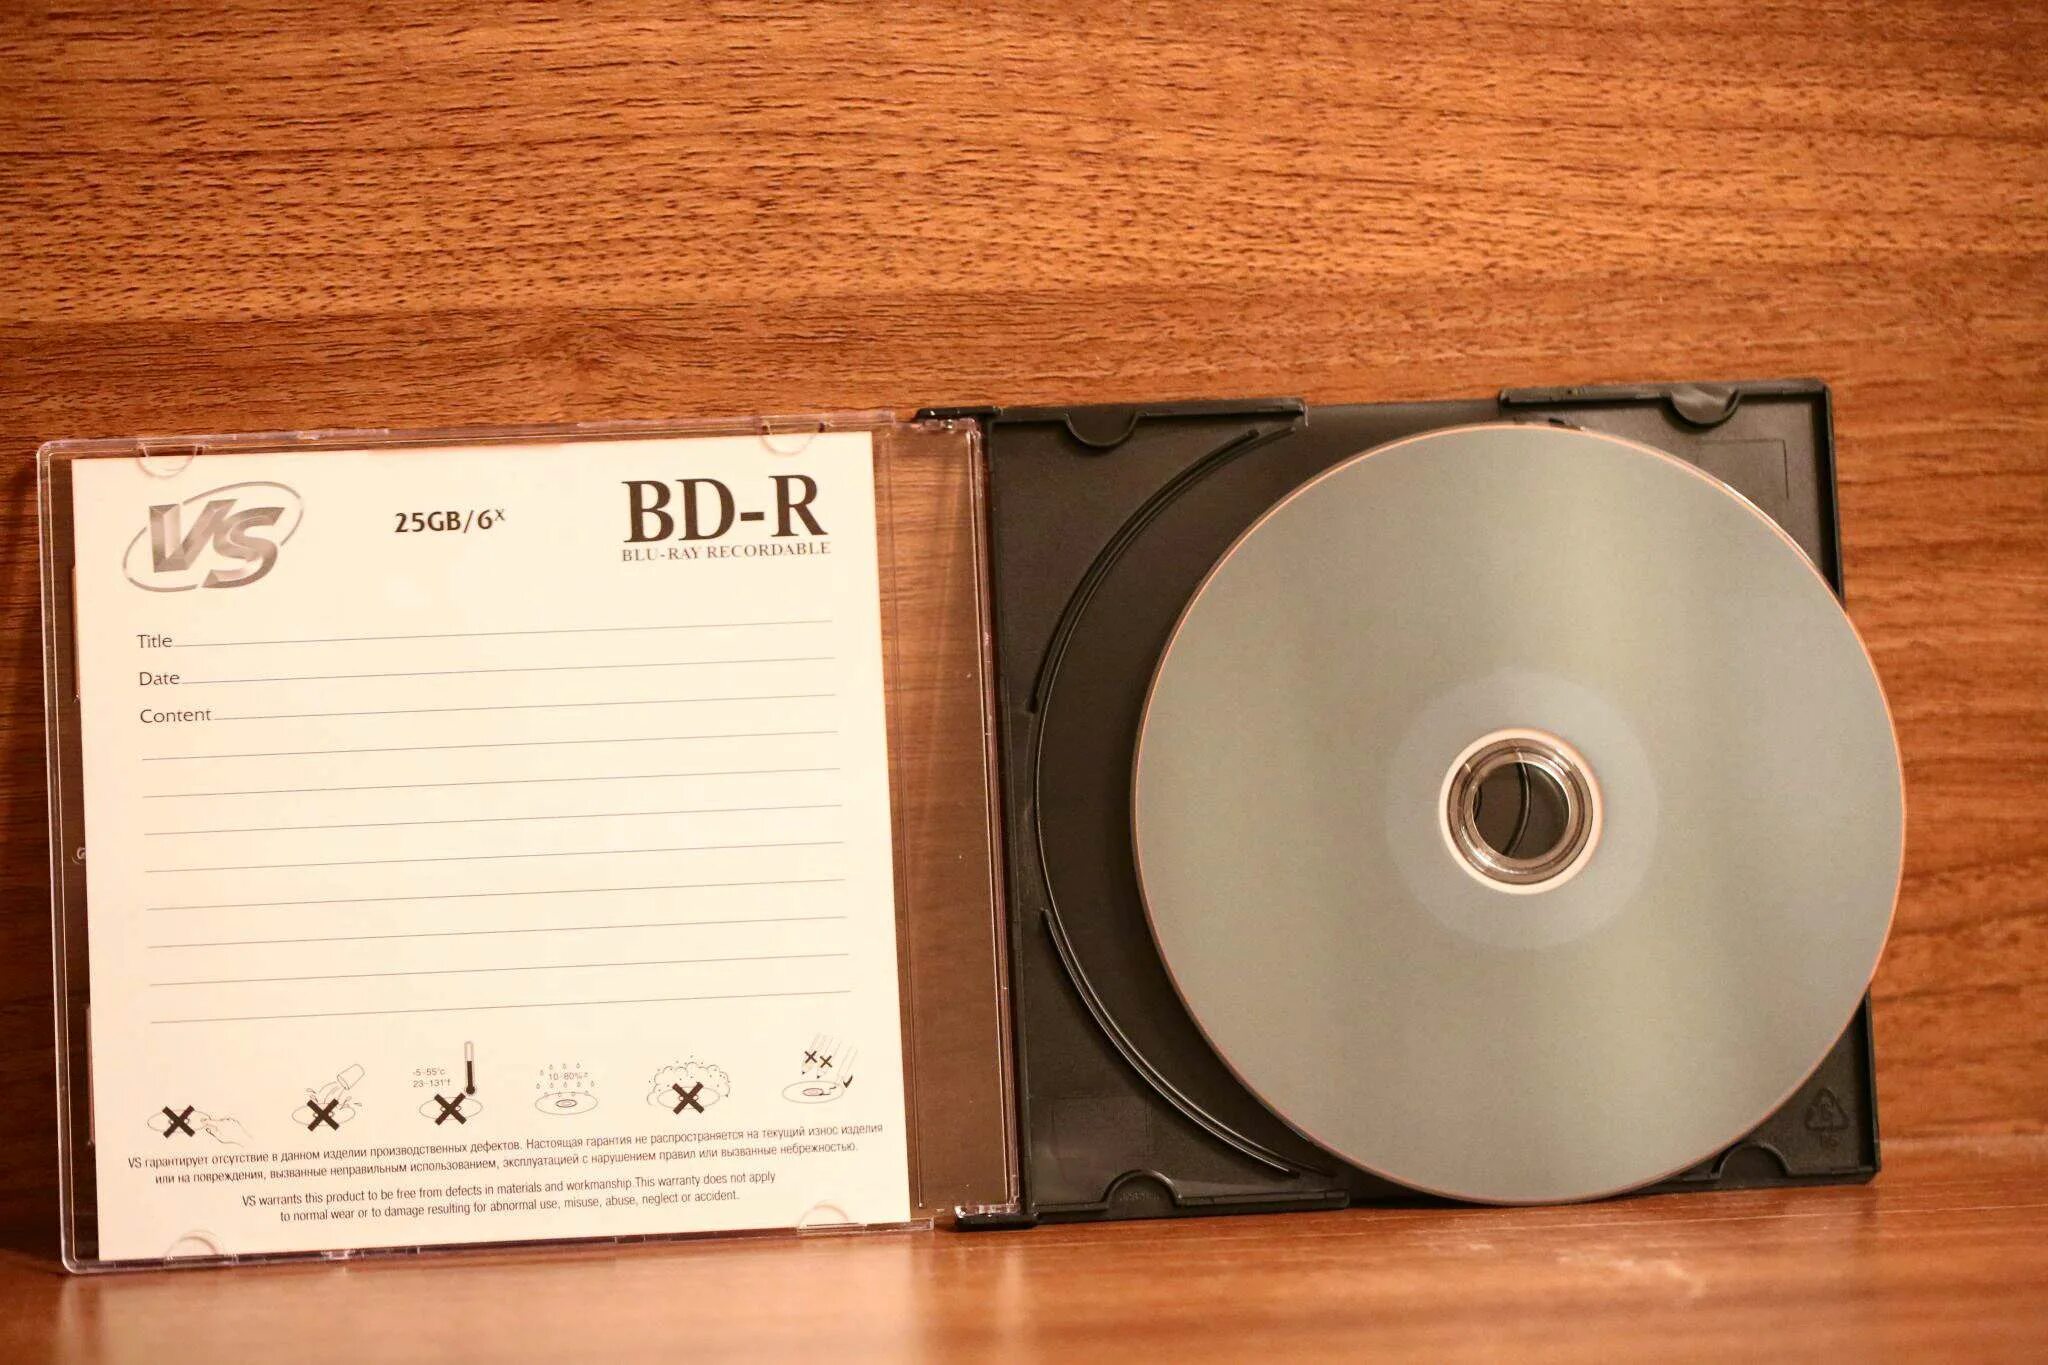 VS
25GB/6x
BD-R
BLU-RAY RECORDABLE
Title
Date
Content
-5-55°c
23-131°f
10-80%
VS гарантирует отсутствие в данном изделии производственных дефектов. Настоящая гарантия не распространяется на текущий износ изделия
или на повреждения, вызванные неправильным использованием, эксплуатацией с нарушением правил или вызванные небрежностью.
VS warrants this product to be free from defects in materials and workmanship. This warranty does not apply
to normal wear or to damage resulting for abnormal use, misuse, abuse, neglect or accident.